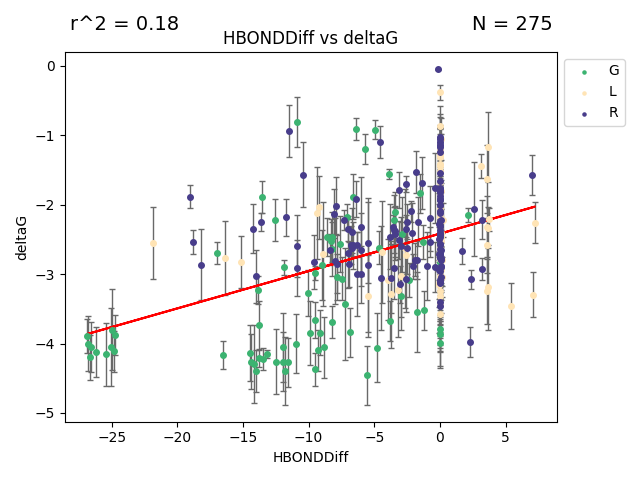 r^2 = 0.18
N = 275
HBONDDiff vs deltaG
G
L
R
0
−1
−2
−3
−4
−5
deltaG
−25 −20 −15 −10 −5 0 5
HBONDDiff